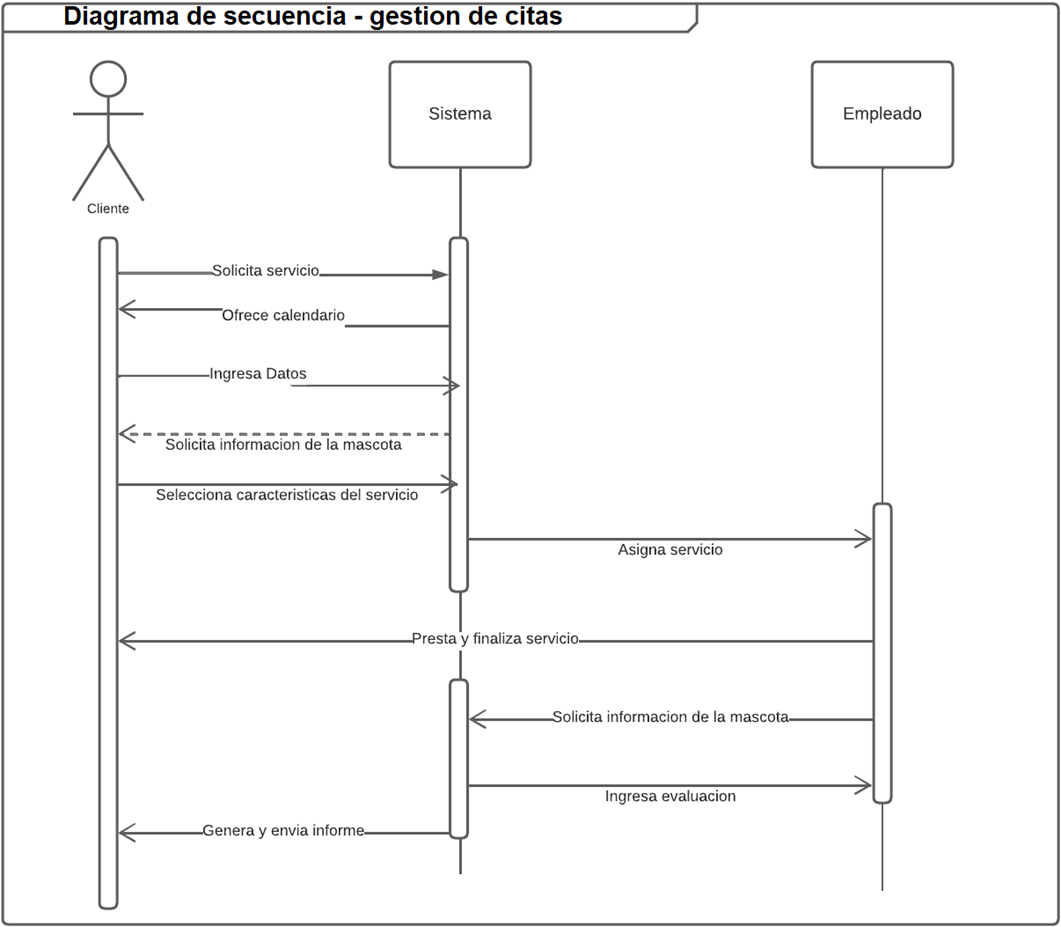 Diagrama de secuencia - gestion de citas
Sistema
Empleado
Cliente
Solicita servicio
Ofrece calendario
Ingresa Datos
Solicita informacion de la mascota
Selecciona caracteristicas del servicio
Asigna servicio
Presta y finaliza servicio
Solicita informacion de la mascota
Ingresa evaluacion
Genera y envia informe